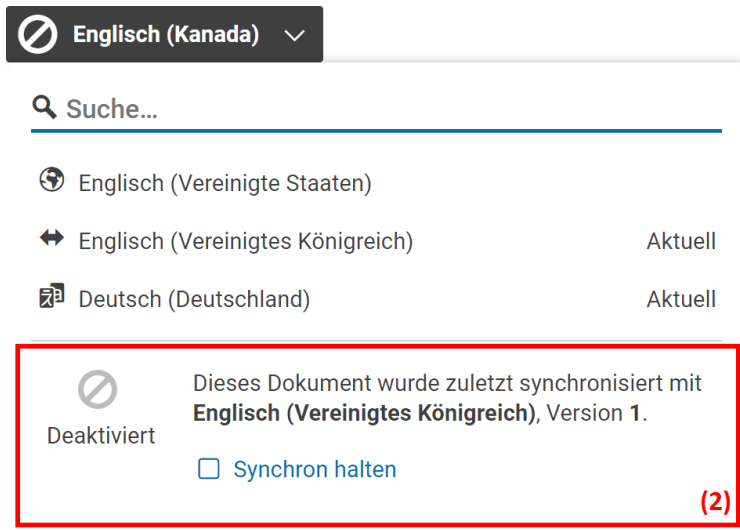 Englisch (Kanada)
Suche...
Englisch (Vereinigte Staaten)
Englisch (Vereinigtes Königreich) Aktuell
Deutsch (Deutschland) Aktuell
Dieses Dokument wurde zuletzt synchronisiert mit
Englisch (Vereinigtes Königreich), Version 1.
Deaktiviert
Synchron halten
(2)